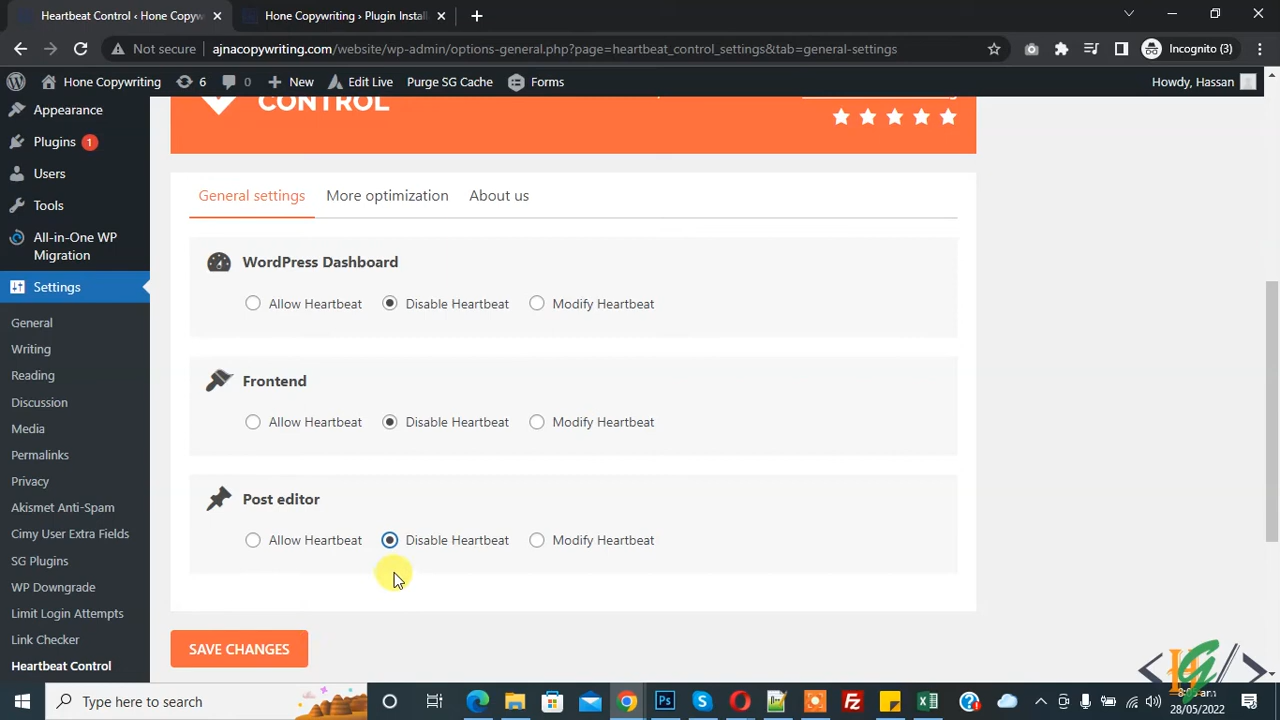 Heartbeat Control ‹ Hone Copyw
Hone Copywriting › Plugin Instal
Not secure
ajnacopywriting.com/website/wp-admin/options-general.php?page=heartbeat_control_settings&tab=general-settings
Incognito (3)
Hone Copywriting
6
0
New
Edit Live
Purge SG Cache
Forms
Howdy, Hassan
CONTROL
Appearance
Plugins 1
Users
Tools
All-in-One WP
Migration
Settings
General
Writing
Reading
Discussion
Media
Permalinks
Privacy
Akismet Anti-Spam
Cimy User Extra Fields
SG Plugins
WP Downgrade
Limit Login Attempts
Link Checker
Heartbeat Control
General settings
More optimization
About us
WordPress Dashboard
Allow Heartbeat
Disable Heartbeat
Modify Heartbeat
Frontend
Allow Heartbeat
Disable Heartbeat
Modify Heartbeat
Post editor
Allow Heartbeat
Disable Heartbeat
Modify Heartbeat
SAVE CHANGES
Type here to search
28/05/2022